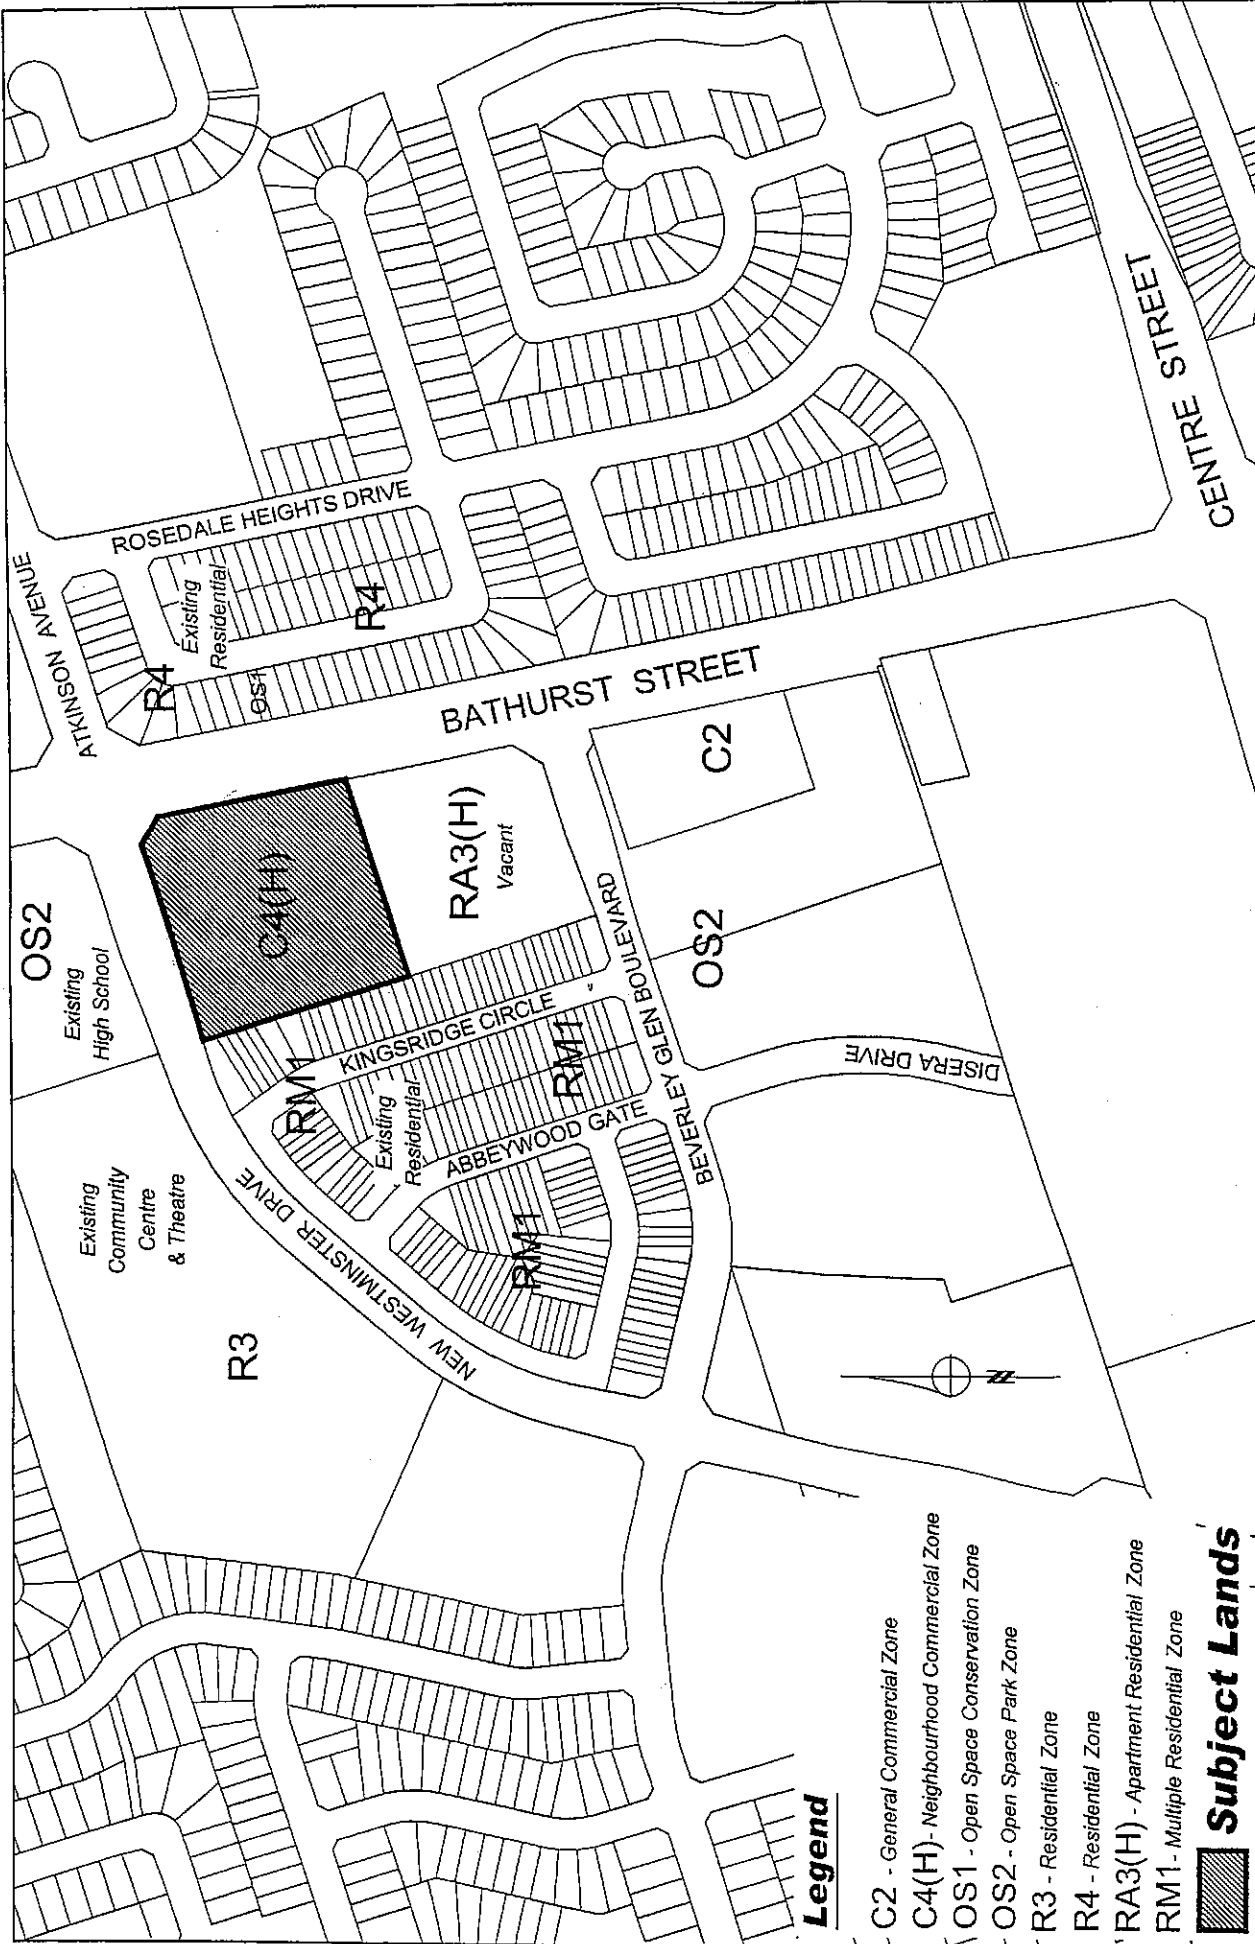 ATKINSON AVENUE
ROSEDALE HEIGHTS DRIVE
Existing
Residential
R4
R4
OS1
BATHURST STREET
CENTRE STREET
OS2
Existing
High School
C4(H)
RA3(H)
Vacant
C2
OS2
KINGSRIDGE CIRCLE
RM1
RM1
Existing
Residential
ABBEYWOOD GATE
BEVERLEY GLEN BOULEVARD
DISERA DRIVE
RM1
NEW WESTMINSTER DRIVE
Existing
Community
Centre
& Theatre
R3
N
Legend
C2 - General Commercial Zone
C4(H) - Neighbourhood Commercial Zone
OS1 - Open Space Conservation Zone
OS2 - Open Space Park Zone
R3 - Residential Zone
R4 - Residential Zone
RA3(H) - Apartment Residential Zone
RM1 - Multiple Residential Zone
Subject Lands